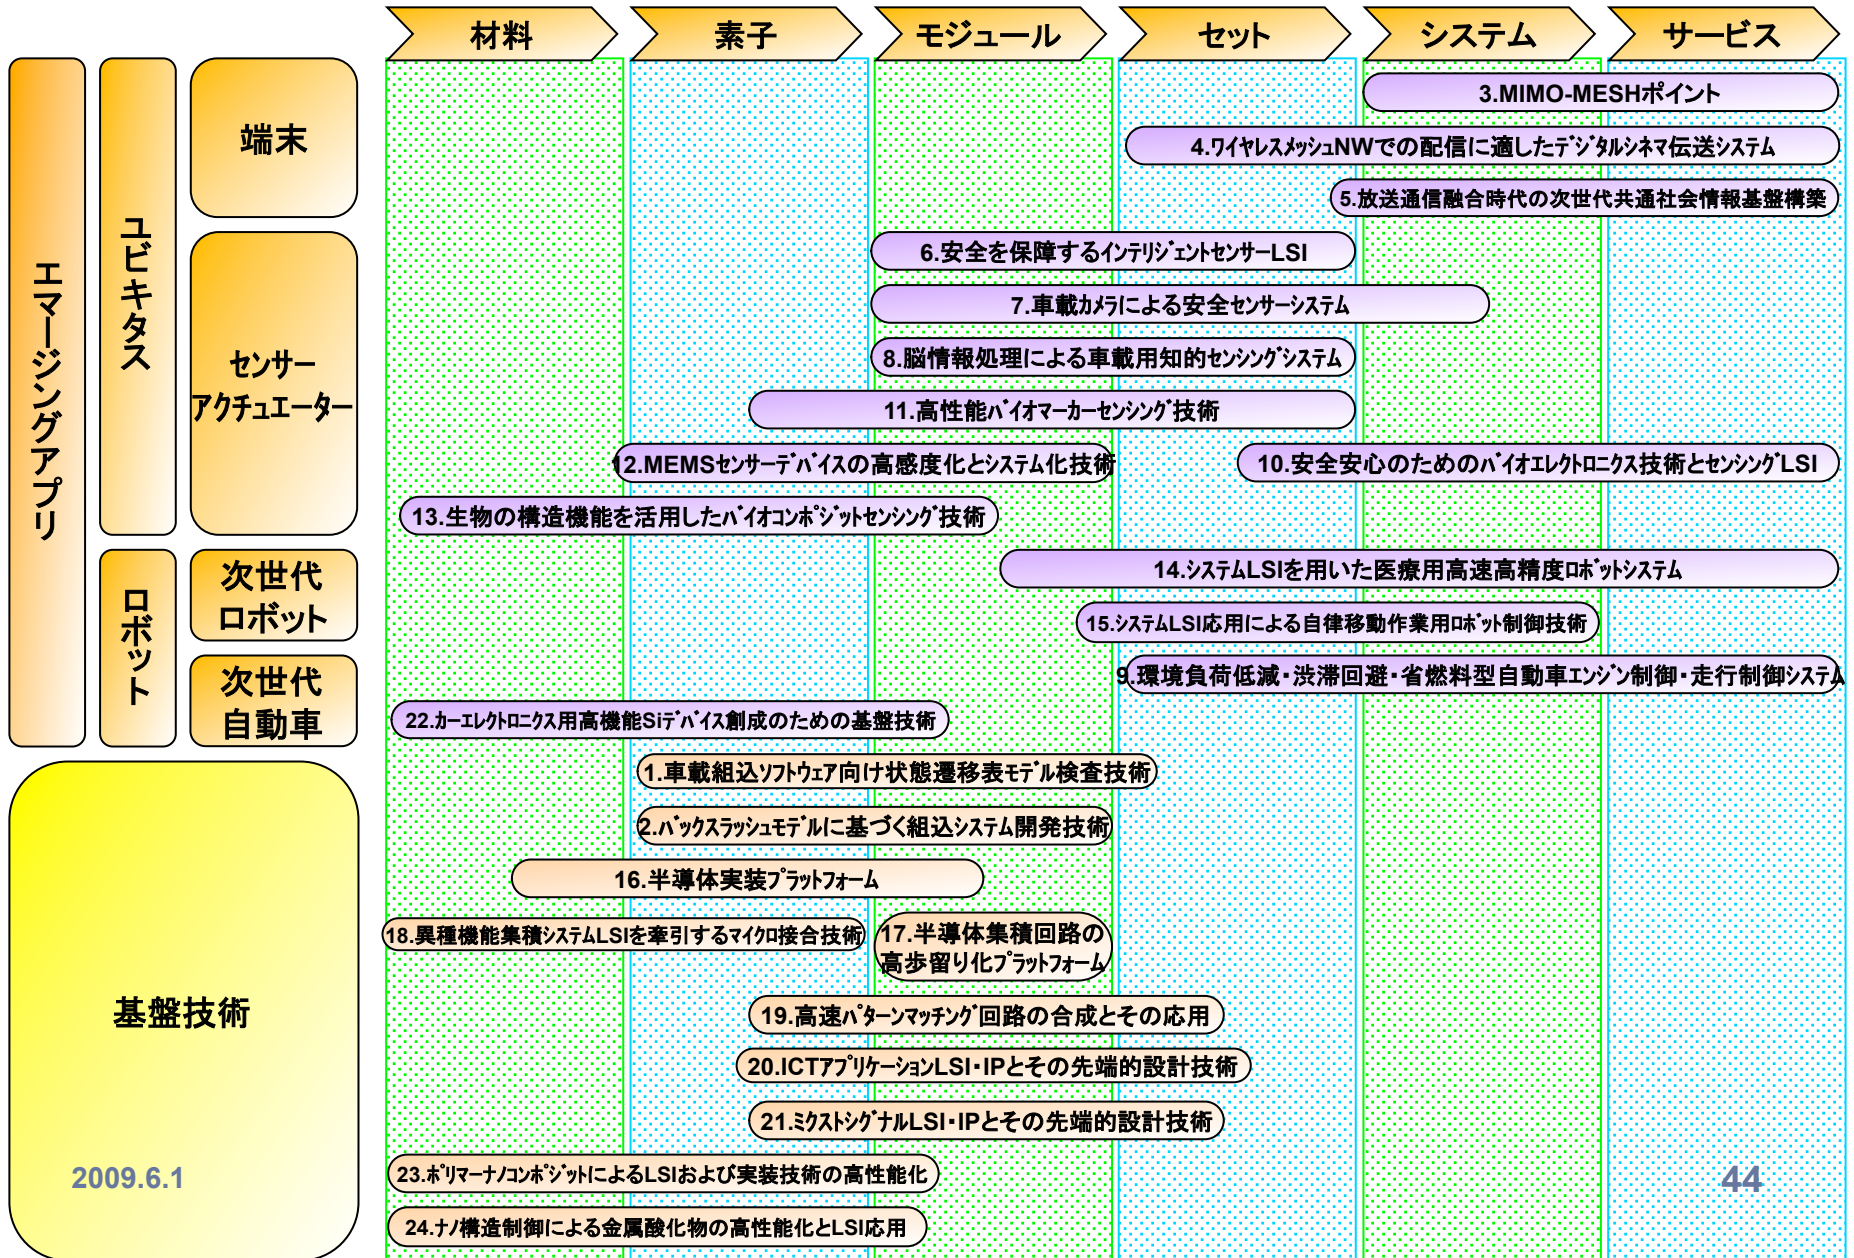 材料
素子
モジュール
セット
システム
サービス
エマージングアプリ
ユビキタス
端末
センサー
アクチュエーター
ロボット
次世代
ロボット
次世代
自動車
基盤技術
3.MIMO-MESHポイント
4.ワイヤレスメッシュNWでの配信に適したデジタルシネマ伝送システム
5.放送通信融合時代の次世代共通社会情報基盤構築
6.安全を保障するインテリジェントセンサーLSI
7.車載カメラによる安全センサーシステム
8.脳情報処理による車載用知的センシングシステム
11.高性能バイオマーカーセンシング技術
12.MEMSセンサーデバイスの高感度化とシステム化技術
10.安全安心のためのバイオエレクトロニクス技術とセンシングLSI
13.生物の構造機能を活用したバイオコンポジットセンシング技術
14.システムLSIを用いた医療用高速高精度ロボットシステム
15.システムLSI応用による自律移動作業用ロボット制御技術
9.環境負荷低減・渋滞回避・省燃料型自動車エンジン制御・走行制御システム
22.カーエレクトロニクス用高機能Siデバイス創成のための基盤技術
1.車載組込ソフトウェア向け状態遷移表モデル検査技術
2.バックスラッシュモデルに基づく組込システム開発技術
16.半導体実装プラットフォーム
18.異種機能集積システムLSIを牽引するマイクロ接合技術
17.半導体集積回路の
高歩留り化プラットフォーム
19.高速パターンマッチング回路の合成とその応用
20.ICTアプリケーションLSI・IPとその先端的設計技術
21.ミクストシグナルLSI・IPとその先端的設計技術
23.ポリマーナノコンポジットによるLSIおよび実装技術の高性能化
24.ナノ構造制御による金属酸化物の高性能化とLSI応用
2009.6.1
44